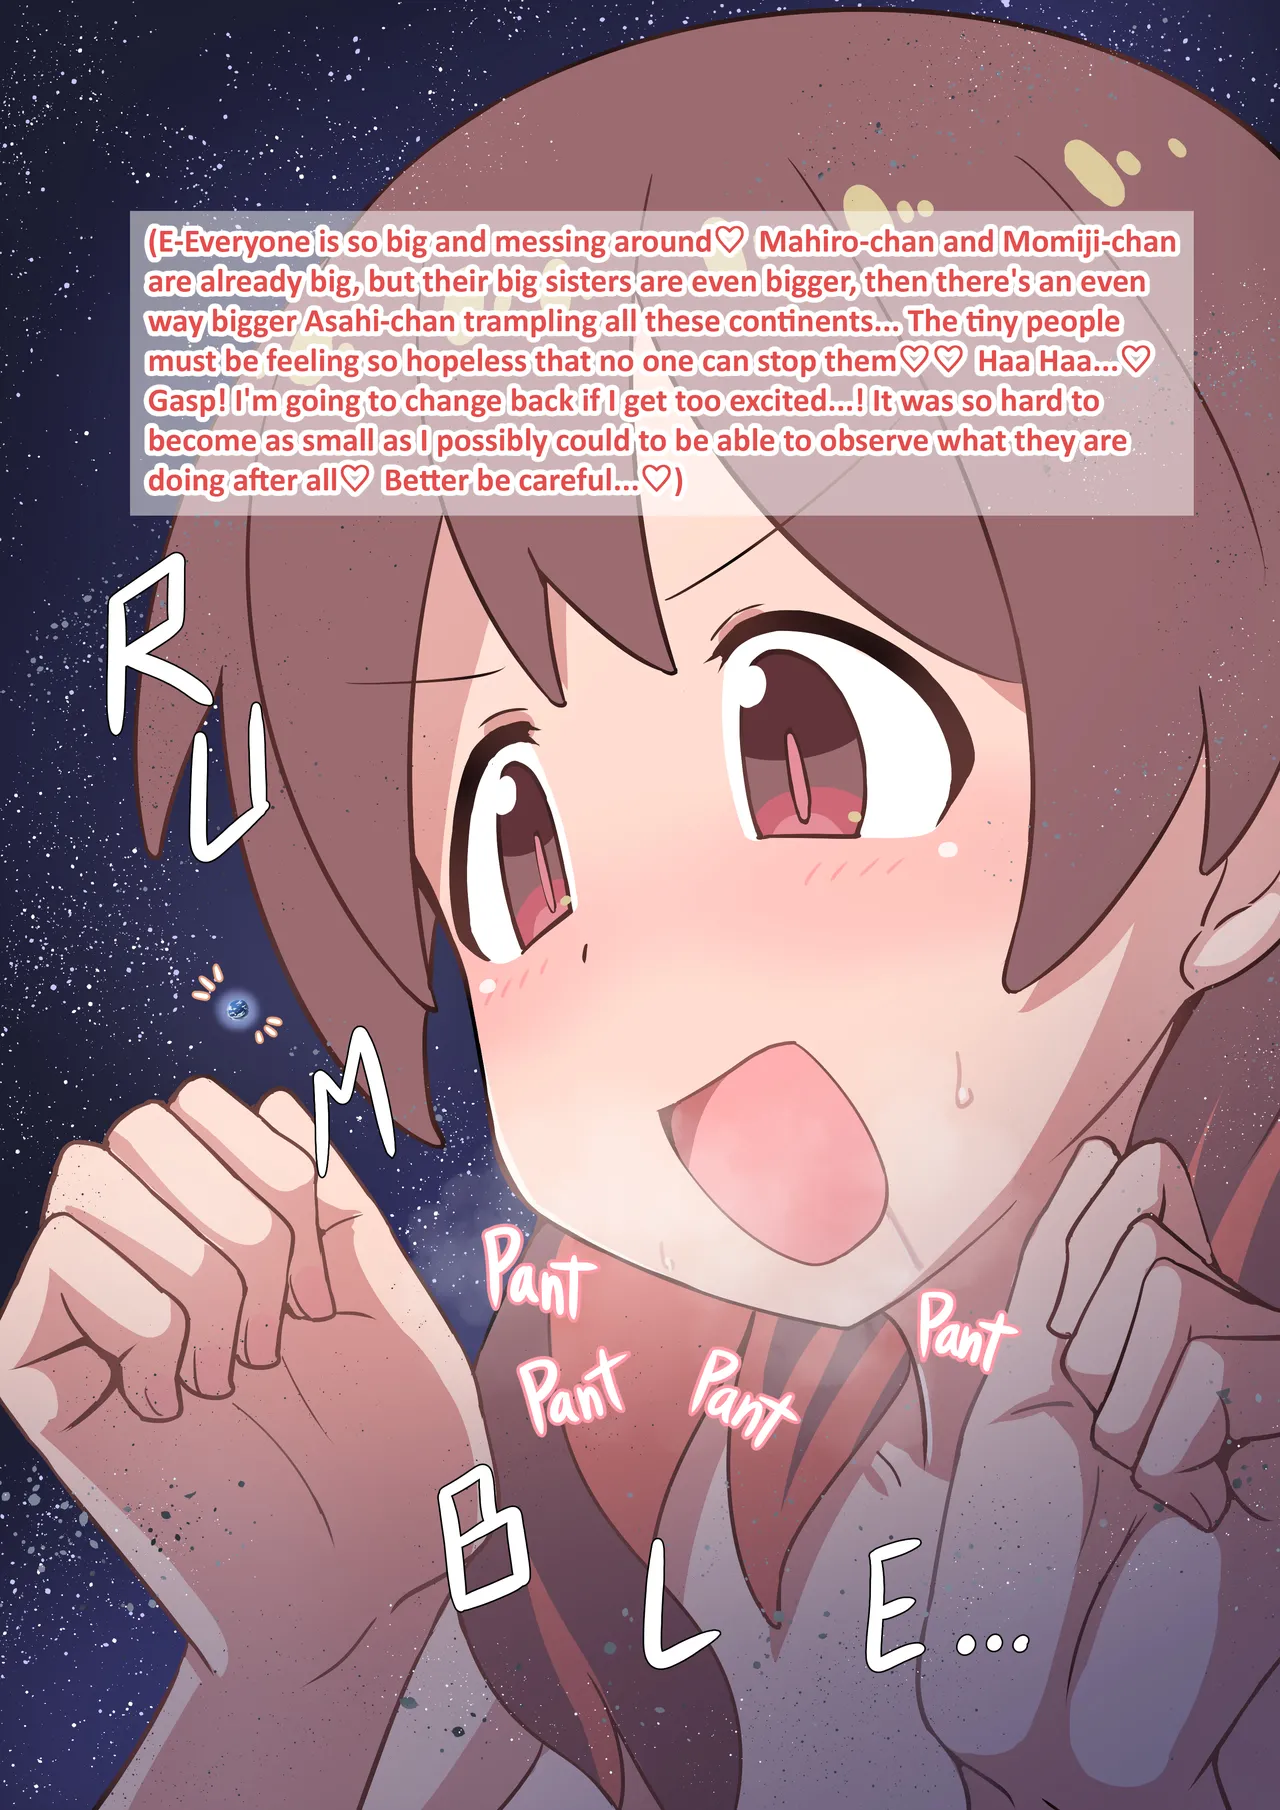 (E-Everyone is so big and messing around♡ Mahiro-chan and Momiji-chan
are already big, but their big sisters are even bigger, then there's an even
way bigger Asahi-chan trampling all these continents... The tiny people
must be feeling so hopeless that no one can stop them♡♡ Haa Haa...♡
Gasp! I'm going to change back if I get too excited...! It was so hard to
become as small as I possibly could to be able to observe what they are
doing after all♡ Better be careful...♡)
RUMBLE...
Pant
Pant
Pant
Pant